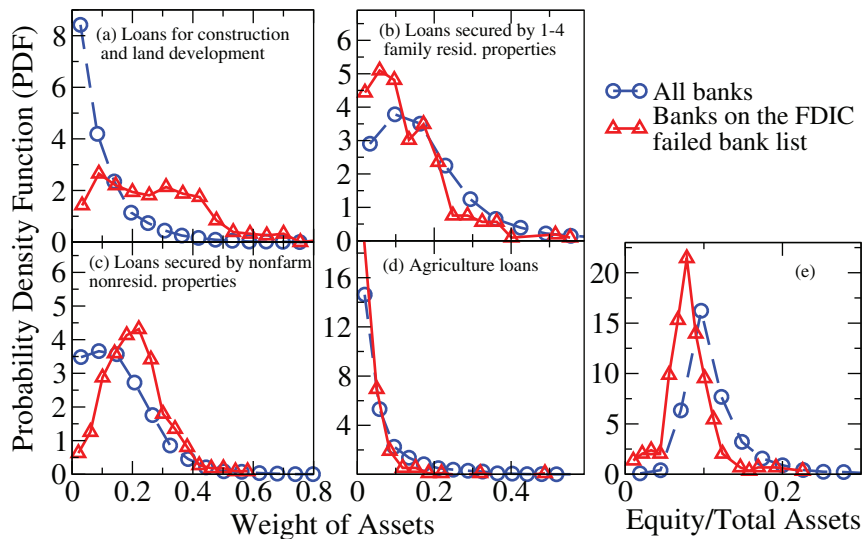 Probability Density Function (PDF)
8
6
4
2
0
(a) Loans for construction
and land development
6
5
4
3
2
1
0
(b) Loans secured by 1-4
family resid. properties
All banks
Banks on the FDIC
failed bank list
6
5
4
3
2
1
0
(c) Loans secured by nonfarm
nonresid. properties
0 0.2 0.4 0.6 0.8
16
12
8
4
(d) Agriculture loans
0 0.2 0.4
20
15
10
5
0
(e)
0 0.2
Weight of Assets
Equity/Total Assets